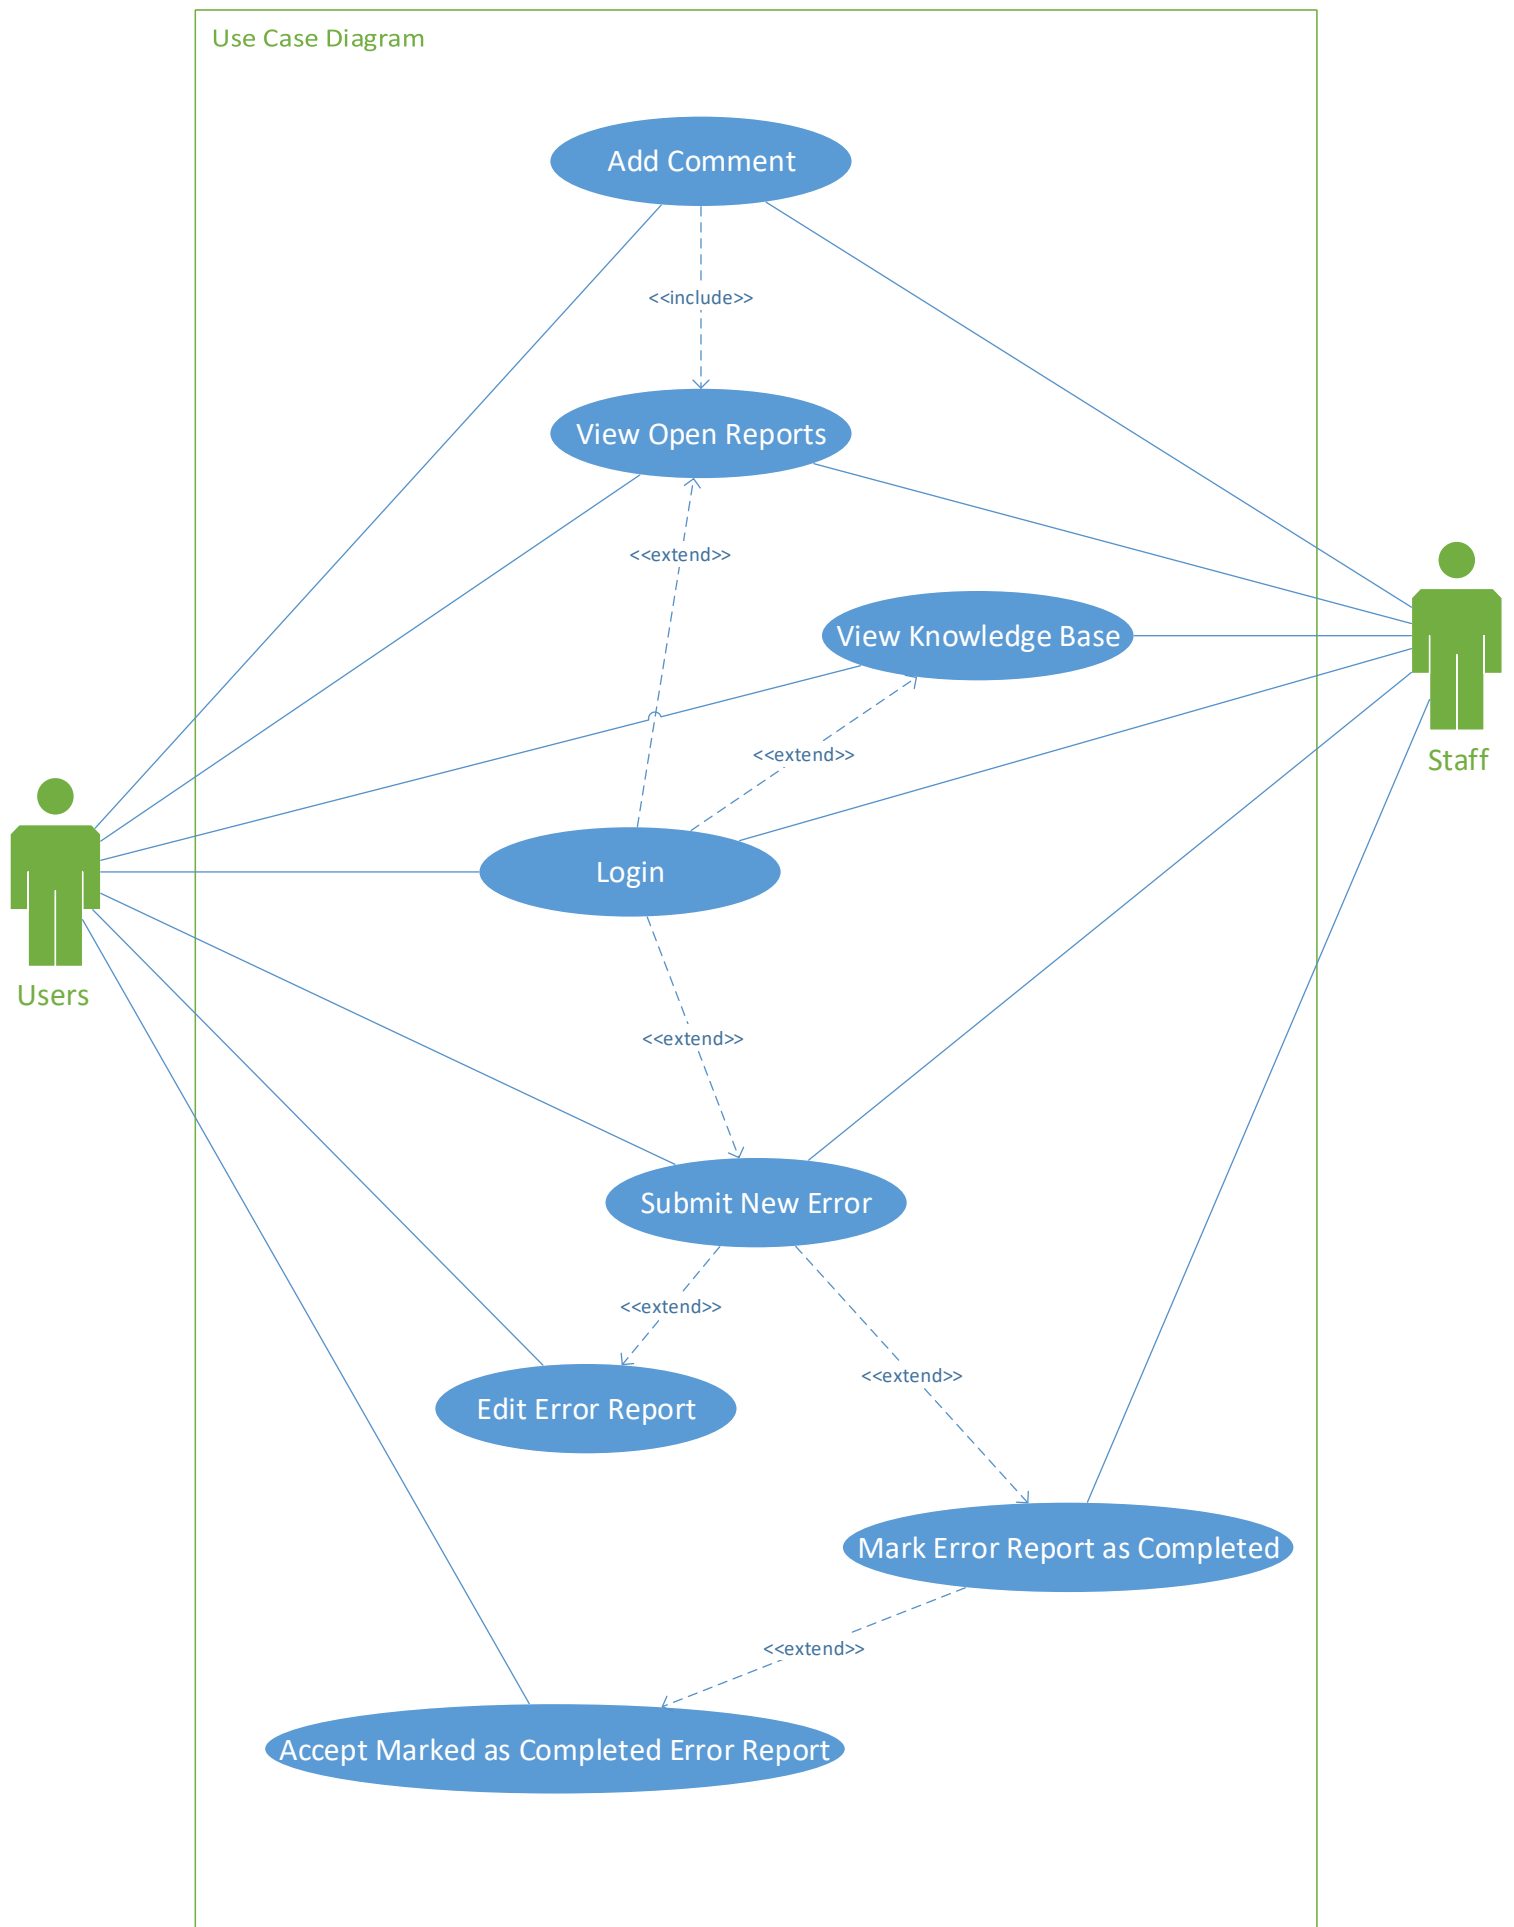 Use Case Diagram
Add Comment
<<include>>
View Open Reports
<<extend>>
View Knowledge Base
<<extend>>
Staff
Login
Users
<<extend>>
Submit New Error
<<extend>>
<<extend>>
Edit Error Report
Mark Error Report as Completed
<<extend>>
Accept Marked as Completed Error Report